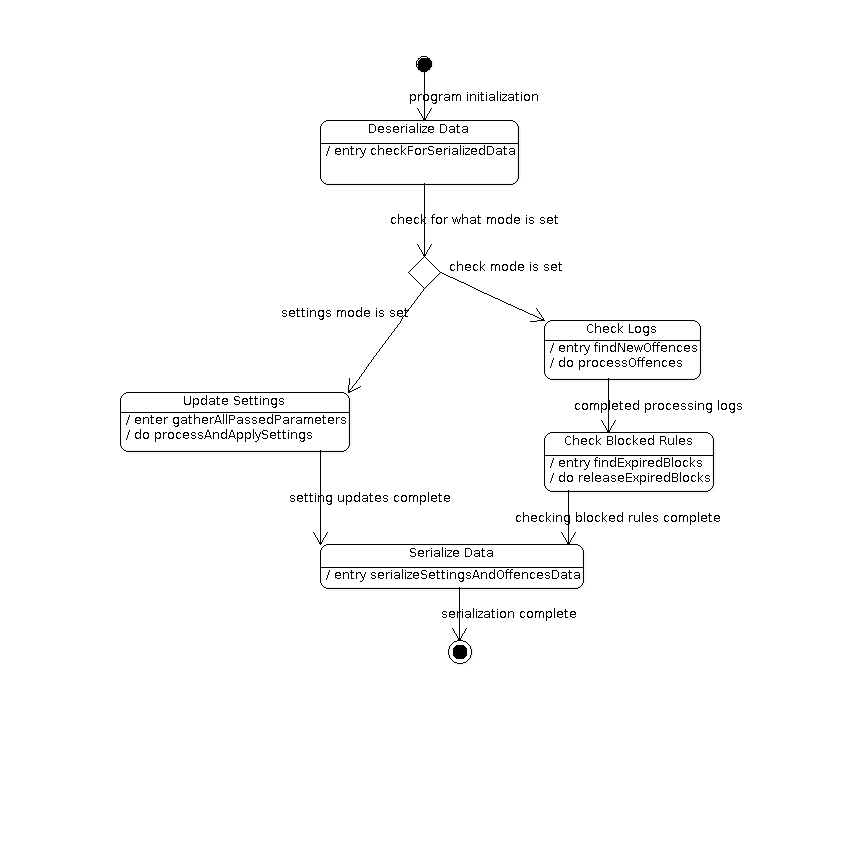 program initialization
Deserialize Data
/ entry checkForSerializedData
check for what mode is set
check mode is set
settings mode is set
Check Logs
/ entry findNewOffences
/ do processOffences
completed processing logs
Update Settings
/ enter gatherAllPassedParameters
/ do processAndApplySettings
Check Blocked Rules
/ entry findExpiredBlocks
/ do releaseExpiredBlocks
setting updates complete
checking blocked rules complete
Serialize Data
/ entry serializeSettingsAndOffencesData
serialization complete